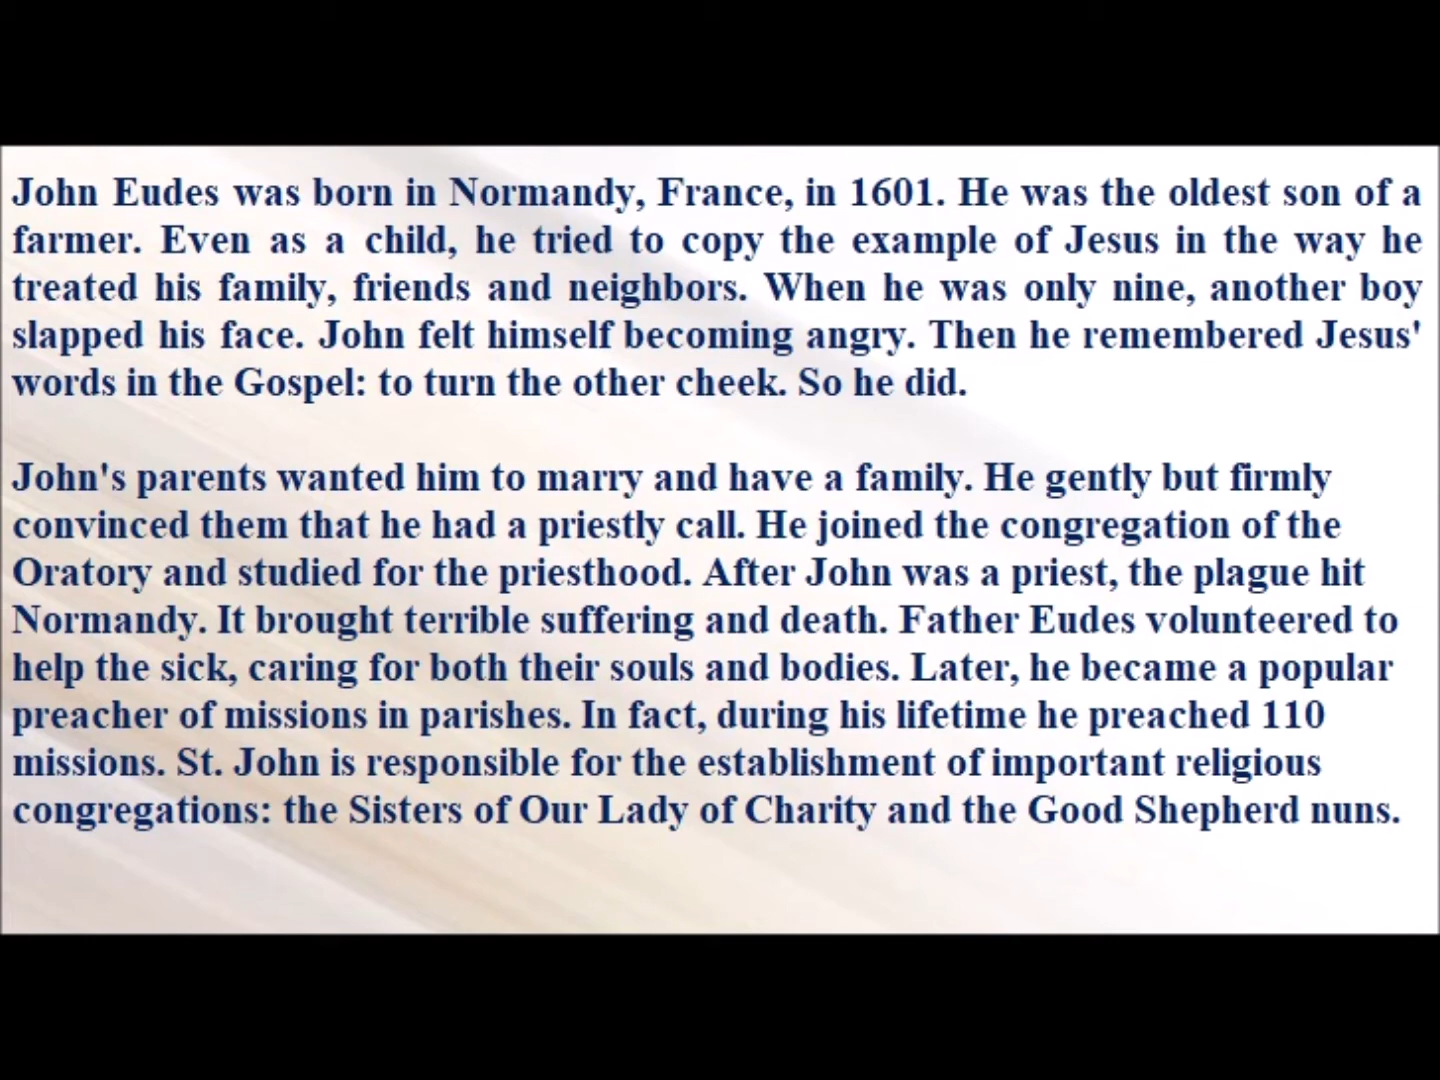 John Eudes was born in Normandy, France, in 1601. He was the oldest son of a
farmer. Even as a child, he tried to copy the example of Jesus in the way he
treated his family, friends and neighbors. When he was only nine, another boy
slapped his face. John felt himself becoming angry. Then he remembered Jesus'
words in the Gospel: to turn the other cheek. So he did.
John's parents wanted him to marry and have a family. He gently but firmly
convinced them that he had a priestly call. He joined the congregation of the
Oratory and studied for the priesthood. After John was a priest, the plague hit
Normandy. It brought terrible suffering and death. Father Eudes volunteered to
help the sick, caring for both their souls and bodies. Later, he became a popular
preacher of missions in parishes. In fact, during his lifetime he preached 110
missions. St. John is responsible for the establishment of important religious
congregations: the Sisters of Our Lady of Charity and the Good Shepherd nuns.